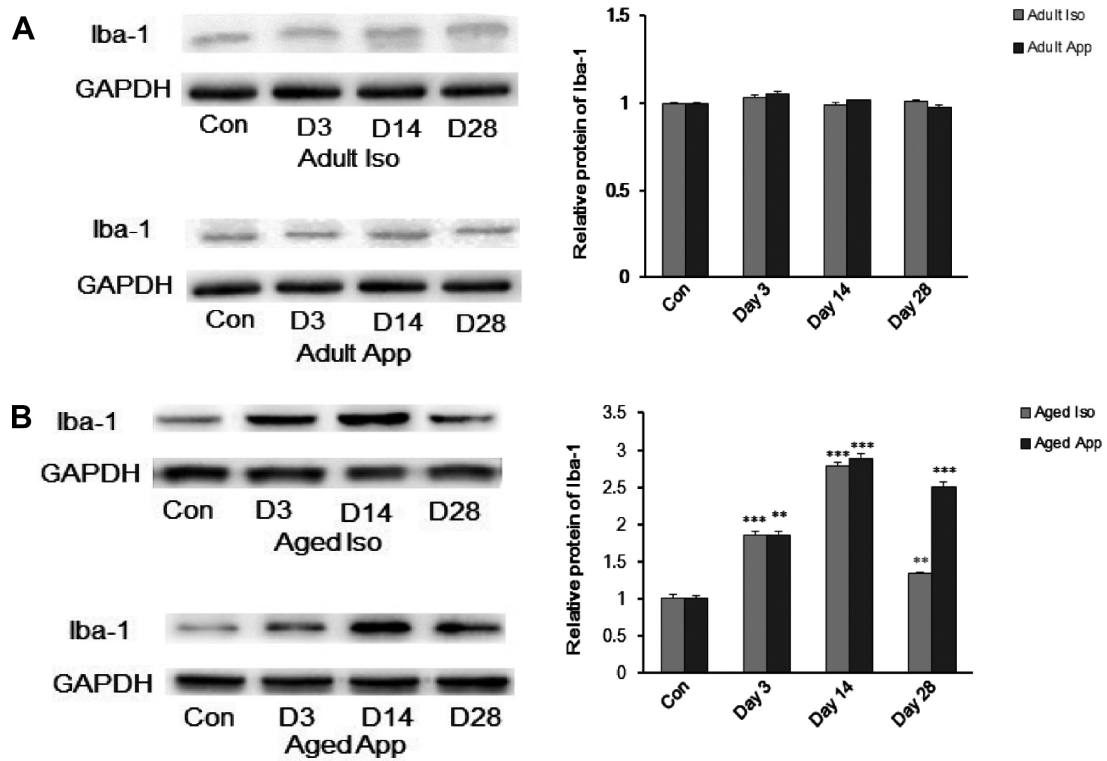 A
Iba-1
GAPDH
Con D3 D14 D28
Adult Iso
Iba-1
GAPDH
Con D3 D14 D28
Adult App
Relative protein of Iba-1
1.5
1
0.5
0
Con Day 3 Day 14 Day 28
Adult Iso
Adult App
B
Iba-1
GAPDH
Con D3 D14 D28
Aged Iso
Iba-1
GAPDH
Con D3 D14 D28
Aged App
Relative protein of Iba-1
3.5
3
2.5
2
1.5
1
0.5
0
*** **
*** ***
** ***
Con Day 3 Day 14 Day 28
Aged Iso
Aged App